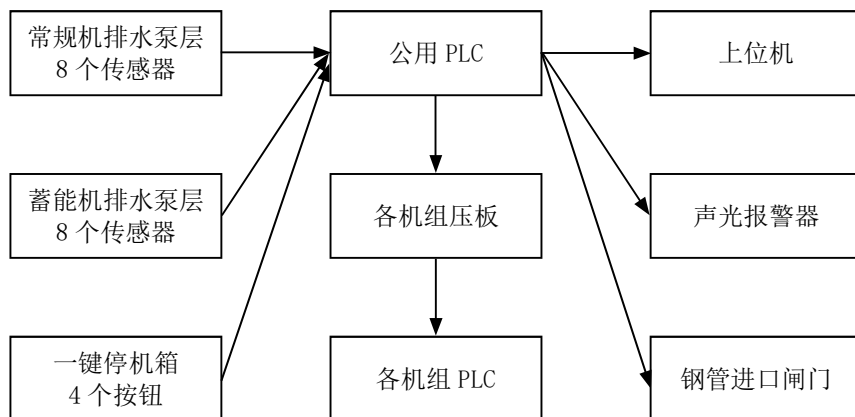 常规机排水泵层
8 个传感器
公用 PLC
上位机
蓄能机排水泵层
8 个传感器
各机组压板
声光报警器
一键停机箱
4 个按钮
各机组 PLC
钢管进口闸门